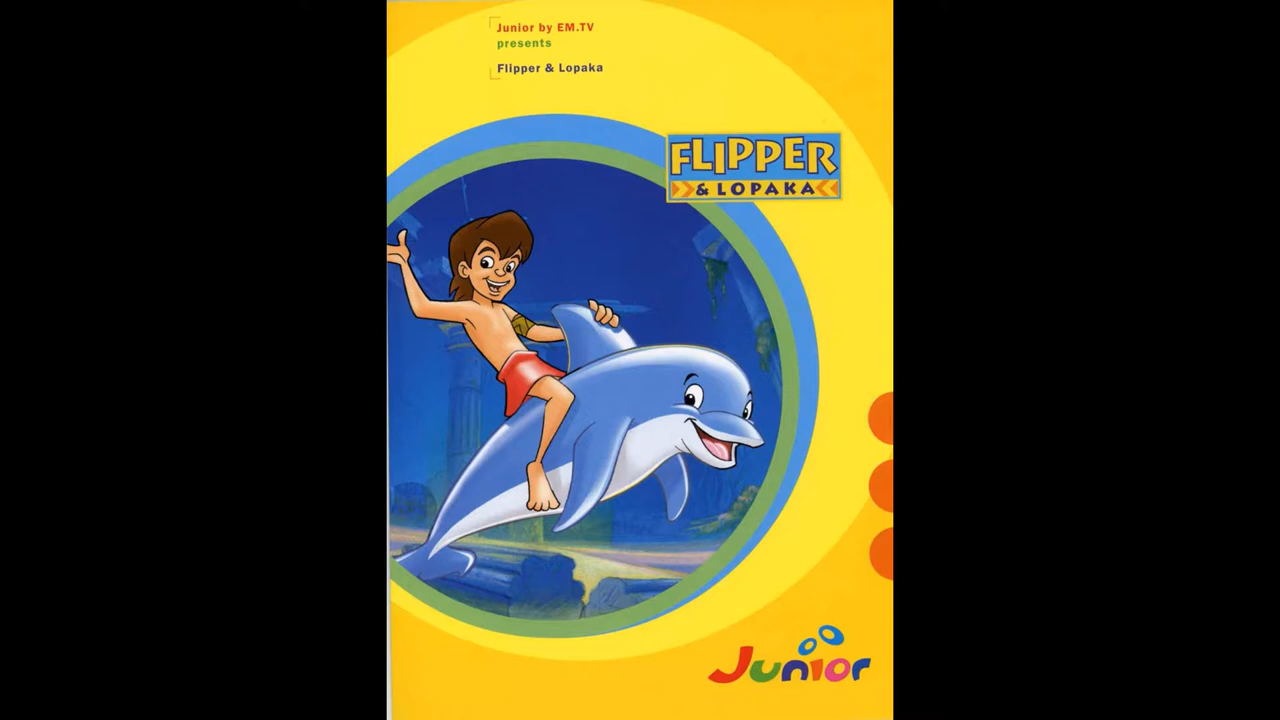 Junior by EM.TV
presents
Flipper & Lopaka
FLIPPER
& LOPAKA
Junior